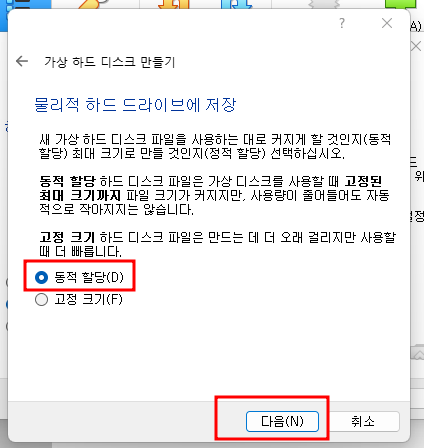 가상 하드 디스크 만들기
물리적 하드 드라이브에 저장
새 가상 하드 디스크 파일을 사용하는 대로 커지게 할 것인지(동적
할당) 최대 크기로 만들 것인지(정적 할당) 선택하십시오.
동적 할당 하드 디스크 파일은 가상 디스크를 사용할 때 고정된
최대 크기까지 파일 크기가 커지지만, 사용량이 줄어들어도 자동
적으로 작아지지는 않습니다.
고정 크기 하드 디스크 파일은 만드는 데 더 오래 걸리지만 사용할
때 더 빠릅니다.
동적 할당(D)
고정 크기(F)
다음(N)
취소